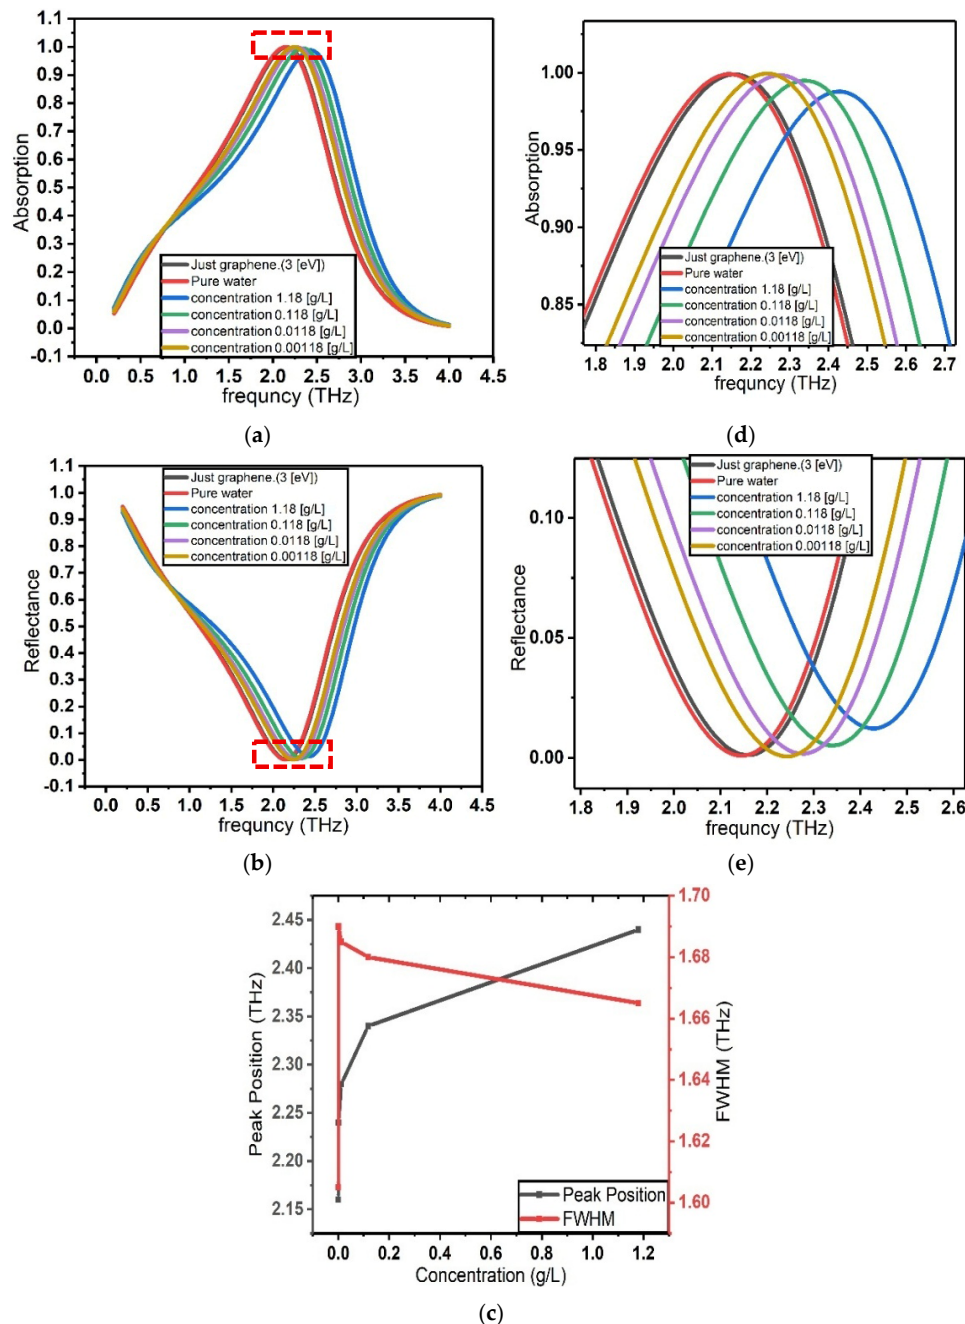 1.1
1.0
0.9
0.8
0.7
0.6
0.5
0.4
0.3
0.2
0.1
0.0
-0.1
Absorption
Just graphene.(3 [eV])
Pure water
concentration 1.18 [g/L]
concentration 0.118 [g/L]
concentration 0.0118 [g/L]
concentration 0.00118 [g/L]
0.0 0.5 1.0 1.5 2.0 2.5 3.0 3.5 4.0 4.5
frequncy (THz)
(a)
1.00
0.95
0.90
0.85
Absorption
Just graphene.(3 [eV])
Pure water
concentration 1.18 [g/L]
concentration 0.118 [g/L]
concentration 0.0118 [g/L]
concentration 0.00118 [g/L]
1.8 1.9 2.0 2.1 2.2 2.3 2.4 2.5 2.6 2.7
frequncy (THz)
(d)
1.1
1.0
0.9
0.8
0.7
0.6
0.5
0.4
0.3
0.2
0.1
0.0
-0.1
Reflectance
Just graphene.(3 [eV])
Pure water
concentration 1.18 [g/L]
concentration 0.118 [g/L]
concentration 0.0118 [g/L]
concentration 0.00118 [g/L]
0.0 0.5 1.0 1.5 2.0 2.5 3.0 3.5 4.0 4.5
frequncy (THz)
(b)
0.10
0.05
0.00
Reflectance
Just graphene.(3 [eV])
Pure water
concentration 1.18 [g/L]
concentration 0.118 [g/L]
concentration 0.0118 [g/L]
concentration 0.00118 [g/L]
1.8 1.9 2.0 2.1 2.2 2.3 2.4 2.5 2.6
frequncy (THz)
(e)
2.45
2.40
2.35
2.30
2.25
2.20
2.15
Peak Position (THz)
1.70
1.68
1.66
1.64
1.62
1.60
FWHM (THz)
Peak Position
FWHM
0.0 0.2 0.4 0.6 0.8 1.0 1.2
Concentration (g/L)
(c)